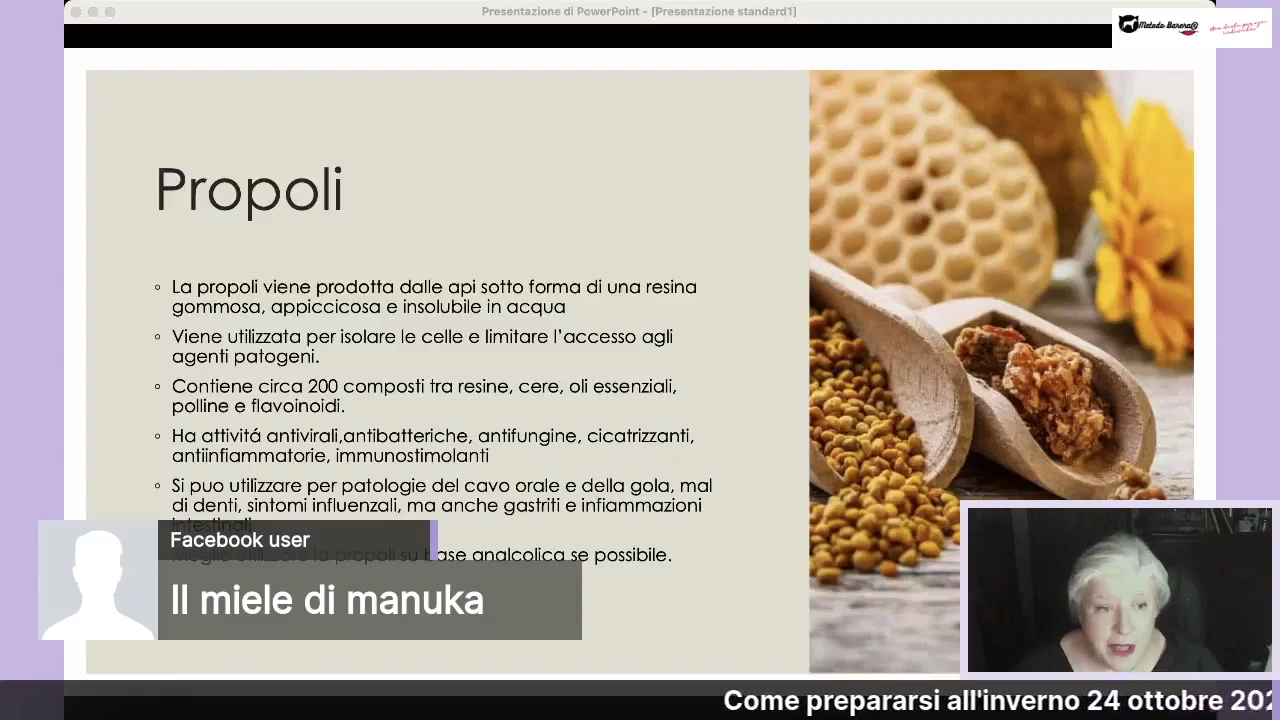 Presentazione di PowerPoint - [Presentazione standard1]
Metodo Barera®
Propoli
◦ La propoli viene prodotta dalle api sotto forma di una resina
gommosa, appiccicosa e insolubile in acqua
◦ Viene utilizzata per isolare le celle e limitare l'accesso agli
agenti patogeni.
◦ Contiene circa 200 composti tra resine, cere, oli essenziali,
polline e flavoinoidi.
◦ Ha attivitá antivirali,antibatteriche, antifungine, cicatrizzanti,
antiinfiammatorie, immunostimolanti
◦ Si puo utilizzare per patologie del cavo orale e della gola, mal
di denti, sintomi influenzali, ma anche gastriti e infiammazioni
intestinali
la propoli su base analcolica se possibile.
Facebook user
Il miele di manuka
Come prepararsi all'inverno 24 ottobre 202